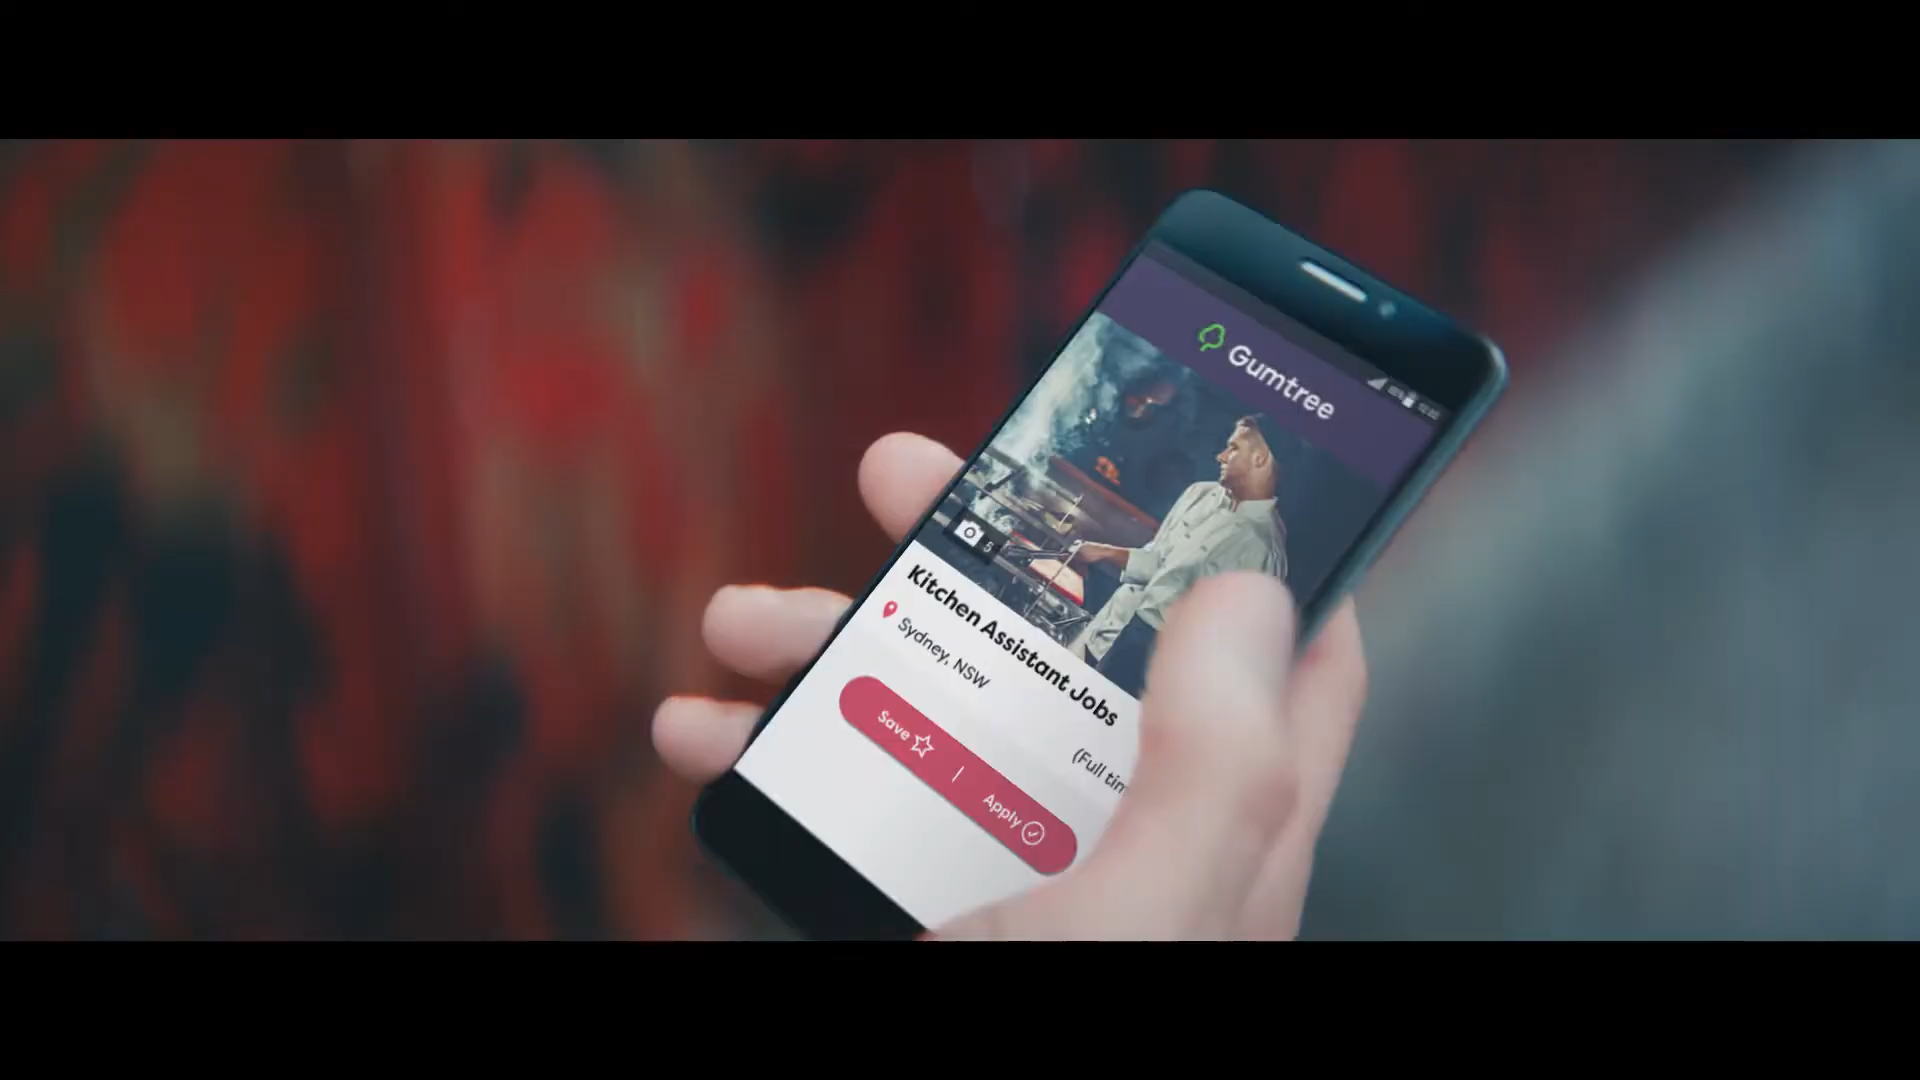 Gumtree
5
Kitchen Assistant Jobs
Sydney, NSW
(Full tim
Save | Apply